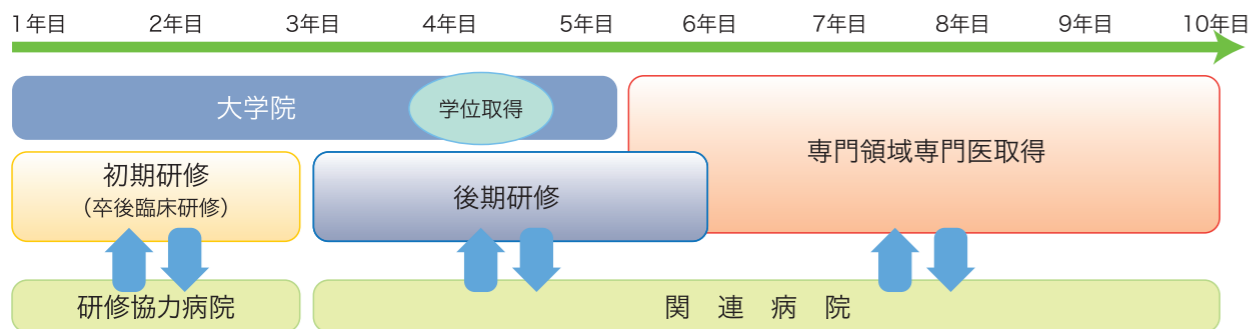 1年目 2年目 3年目 4年目 5年目 6年目 7年目 8年目 9年目 10年目
大学院
学位取得
専門領域専門医取得
初期研修
（卒後臨床研修）
後期研修
研修協力病院
関連病院